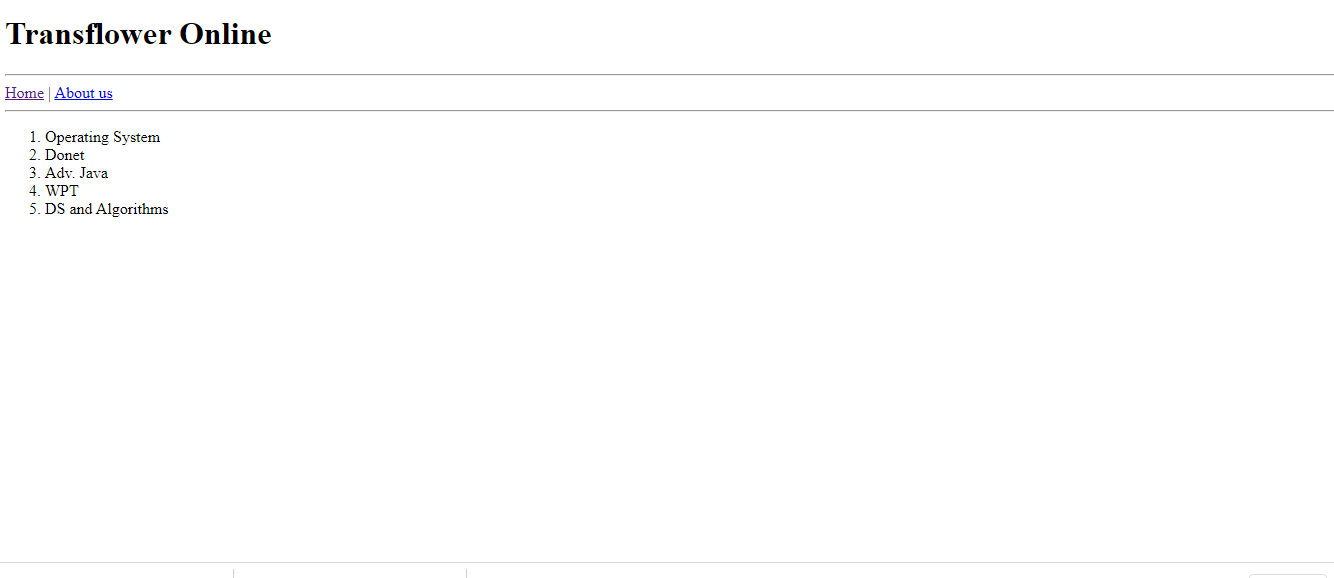 Transflower Online
Home | About us
1. Operating System
2. Donet
3. Adv. Java
4. WPT
5. DS and Algorithms